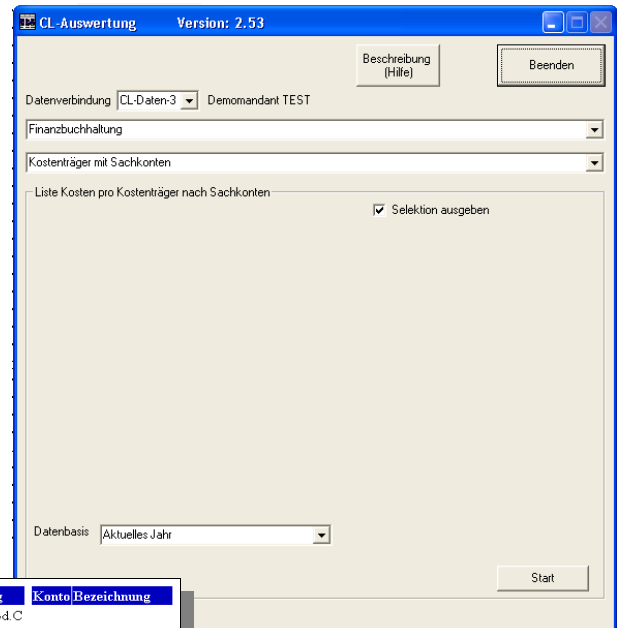 CL-Auswertung Version: 2.53
Beschreibung
(Hilfe)
Beenden
Datenverbindung CL-Daten-3 Demomandant TEST
Finanzbuchhaltung
Kostenträger mit Sachkonten
Liste Kosten pro Kostenträger nach Sachkonten
Selektion ausgeben
Datenbasis Aktuelles Jahr
Start
Konto Bezeichnung